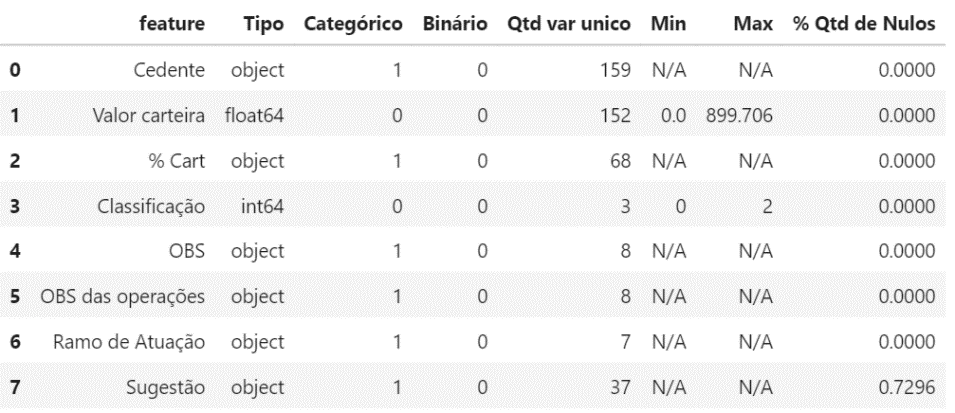 feature Tipo Categórico Binário Qtd var unico Min Max % Qtd de Nulos
0 Cedente object 1 0 159 N/A N/A 0.0000
1 Valor carteira float64 0 0 152 0.0 899.706 0.0000
2 % Cart object 1 0 68 N/A N/A 0.0000
3 Classificação int64 0 0 3 0 2 0.0000
4 OBS object 1 0 8 N/A N/A 0.0000
5 OBS das operações object 1 0 8 N/A N/A 0.0000
6 Ramo de Atuação object 1 0 7 N/A N/A 0.0000
7 Sugestão object 1 0 37 N/A N/A 0.7296